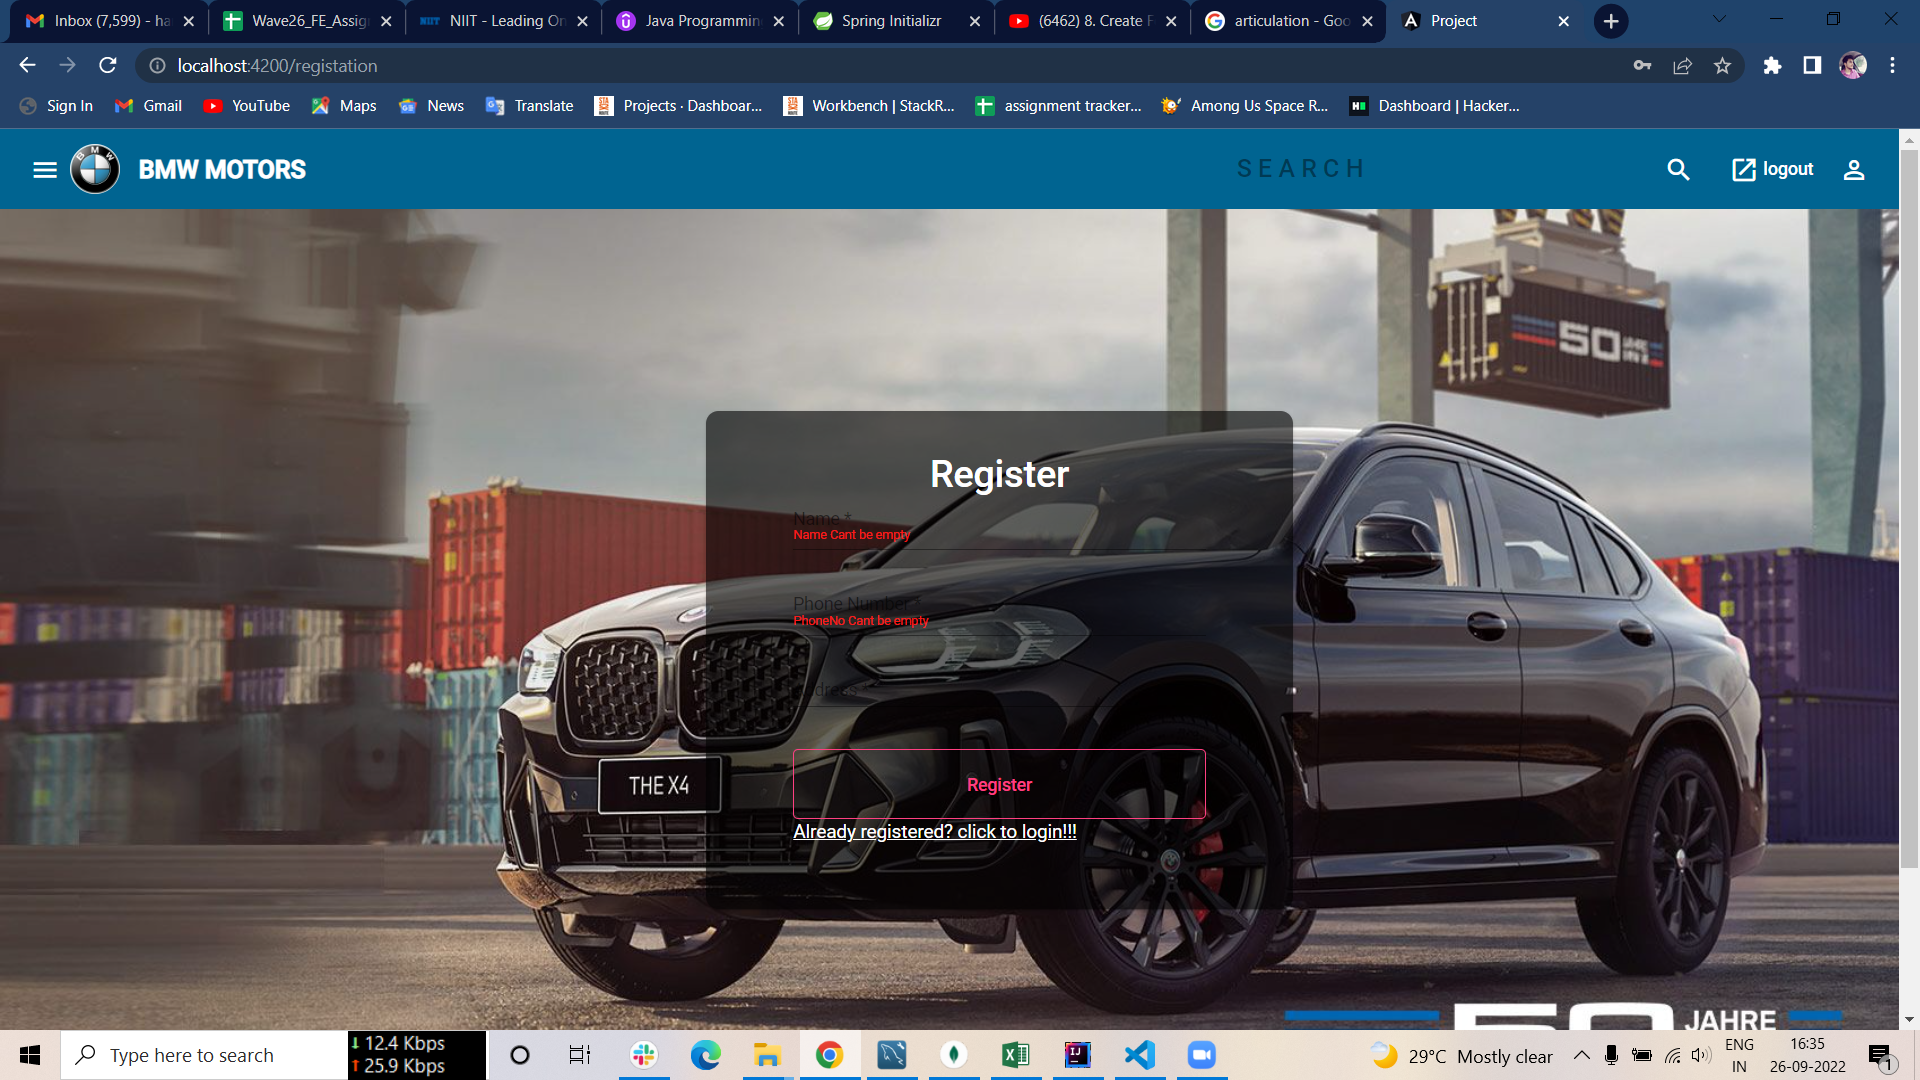 Inbox (7,599) - ha
Wave26_FE_Assig
NIIT - Leading On
Java Programmin
Spring Initializr
(6462) 8. Create F
articulation - Goo
Project
localhost:4200/registation
Sign In
Gmail
YouTube
Maps
News
Translate
Projects · Dashboar...
Workbench | StackR...
assignment tracker...
Among Us Space R...
Dashboard | Hacker...
BMW MOTORS
SEARCH
logout
50 JAHRE
Register
Name *
Name Cant be empty
Phone Number *
PhoneNo Cant be empty
Address *
THE X4
Register
Already registered? click to login!!!
50 JAHRE
Type here to search
12.4 Kbps
25.9 Kbps
29°C Mostly clear
ENG
IN
16:35
26-09-2022
1